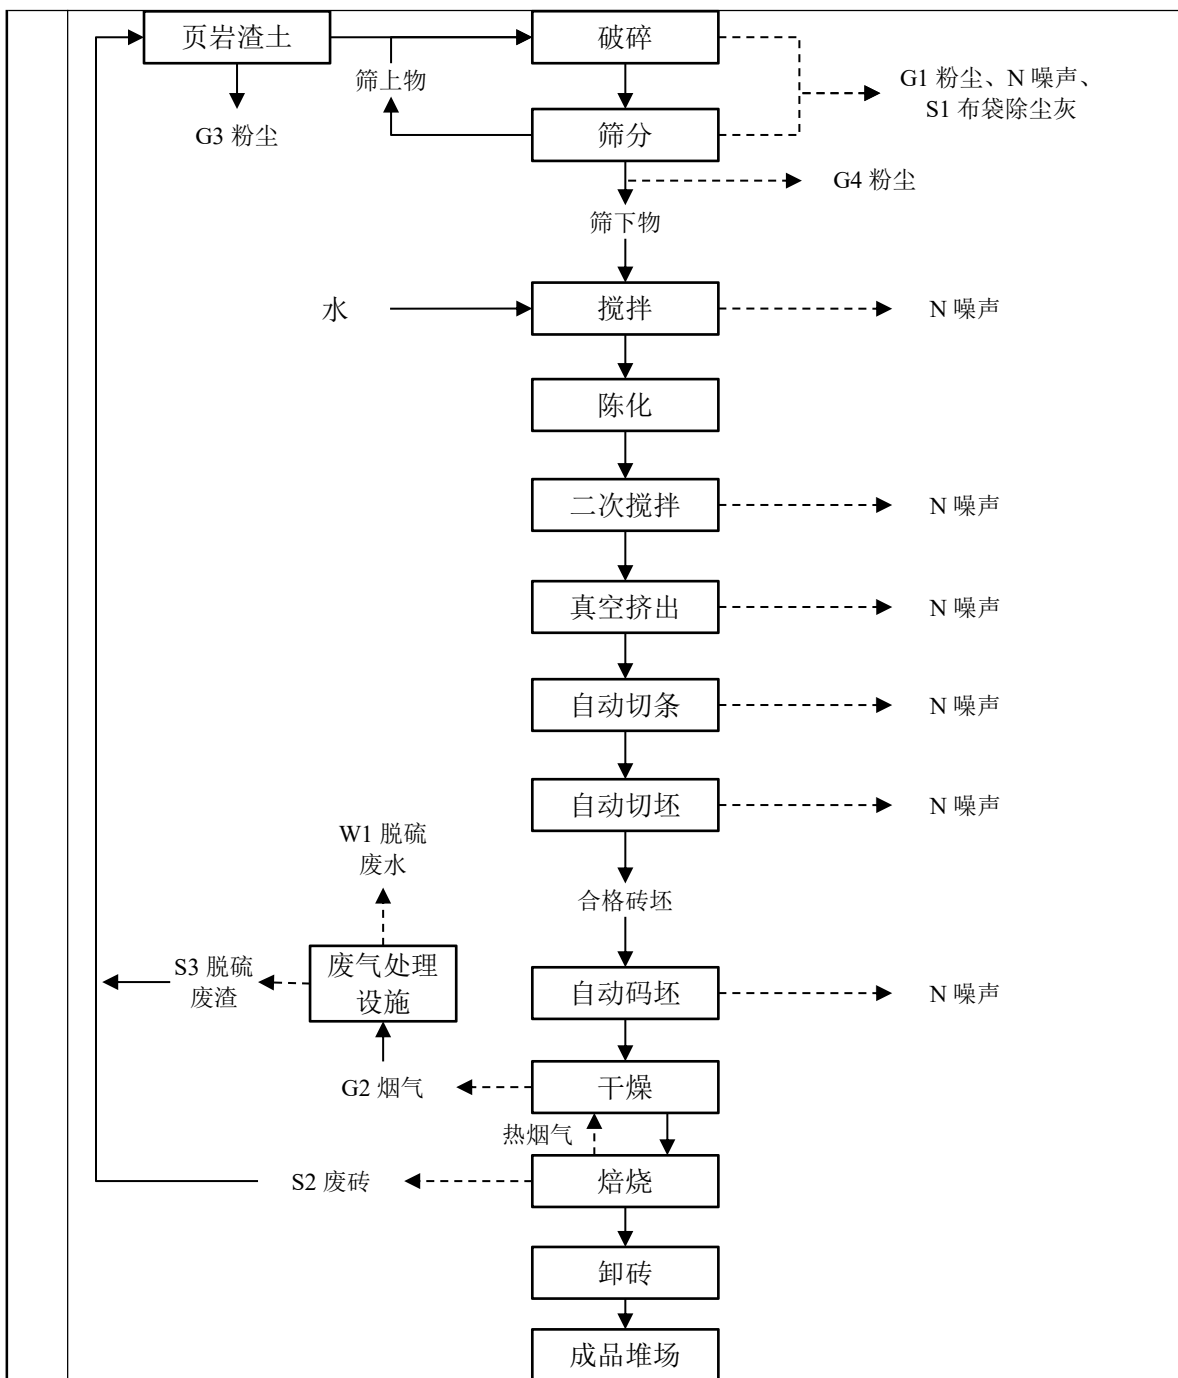 页岩渣土
破碎
筛上物
G1 粉尘、N 噪声、
S1 布袋除尘灰
G3 粉尘
筛分
G4 粉尘
筛下物
水
搅拌
N 噪声
陈化
二次搅拌
N 噪声
真空挤出
N 噪声
自动切条
N 噪声
自动切坯
N 噪声
W1 脱硫
废水
合格砖坯
S3 脱硫
废渣
废气处理
设施
自动码坯
N 噪声
G2 烟气
干燥
热烟气
S2 废砖
焙烧
卸砖
成品堆场